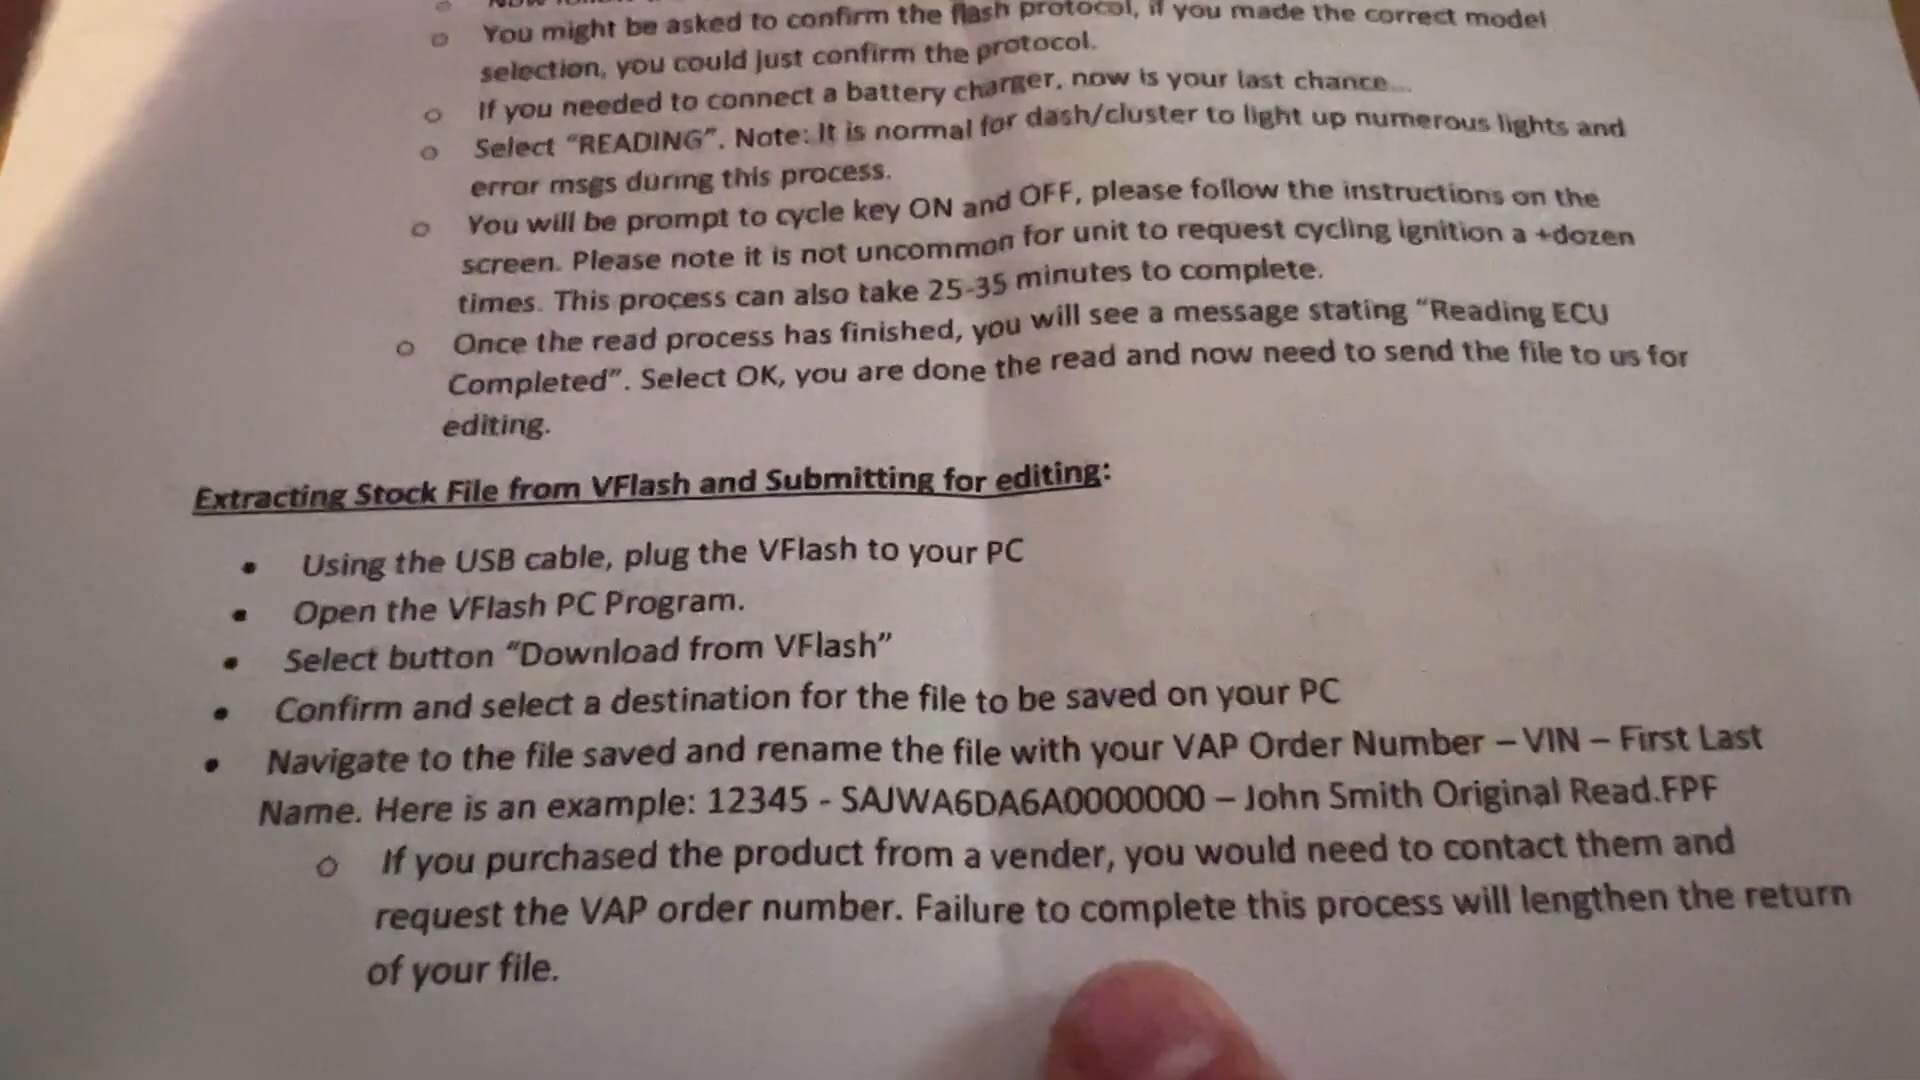 You might be asked to confirm the flash protocol, if you made the correct model
selection, you could just confirm the protocol.
If you needed to connect a battery charger, now is your last chance...
Select “READING”. Note: It is normal for dash/cluster to light up numerous lights and
error msgs during this process.
You will be prompt to cycle key ON and OFF, please follow the instructions on the
screen. Please note it is not uncommon for unit to request cycling ignition a +dozen
times. This process can also take 25-35 minutes to complete.
Once the read process has finished, you will see a message stating “Reading ECU
Completed”. Select OK, you are done the read and now need to send the file to us for
editing.
Extracting Stock File from VFlash and Submitting for editing:
• Using the USB cable, plug the VFlash to your PC
• Open the VFlash PC Program.
• Select button “Download from VFlash”
• Confirm and select a destination for the file to be saved on your PC
• Navigate to the file saved and rename the file with your VAP Order Number – VIN – First Last
Name. Here is an example: 12345 - SAJWA6DA6A0000000 – John Smith Original Read.FPF
If you purchased the product from a vender, you would need to contact them and
request the VAP order number. Failure to complete this process will lengthen the return
of your file.